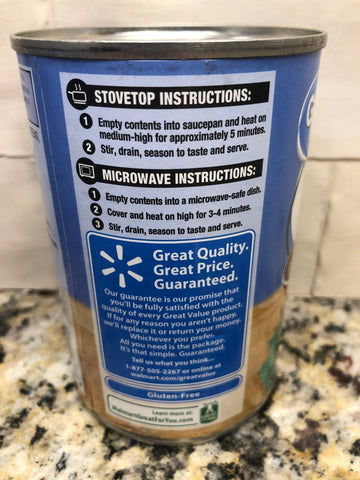 STOVETOP INSTRUCTIONS:
1 Empty contents into saucepan and heat on
medium-high for approximately 5 minutes.
2 Stir, drain, season to taste and serve.
MICROWAVE INSTRUCTIONS:
1 Empty contents into a microwave-safe dish.
2 Cover and heat on high for 3-4 minutes.
3 Stir, drain, season to taste and serve.
Great Quality.
Great Price.
Guaranteed.
Our guarantee is our promise that
you'll be fully satisfied with the
quality of every Great Value product.
If for any reason you aren't happy,
we'll replace it or return your money.
Whichever you prefer.
All you need is the package.
It's that simple. Guaranteed.
Tell us what you think...
1-877-505-2267 or online at
walmart.com/greatvalue
Gluten-Free
Learn more at:
WalmartGreatForYou.com